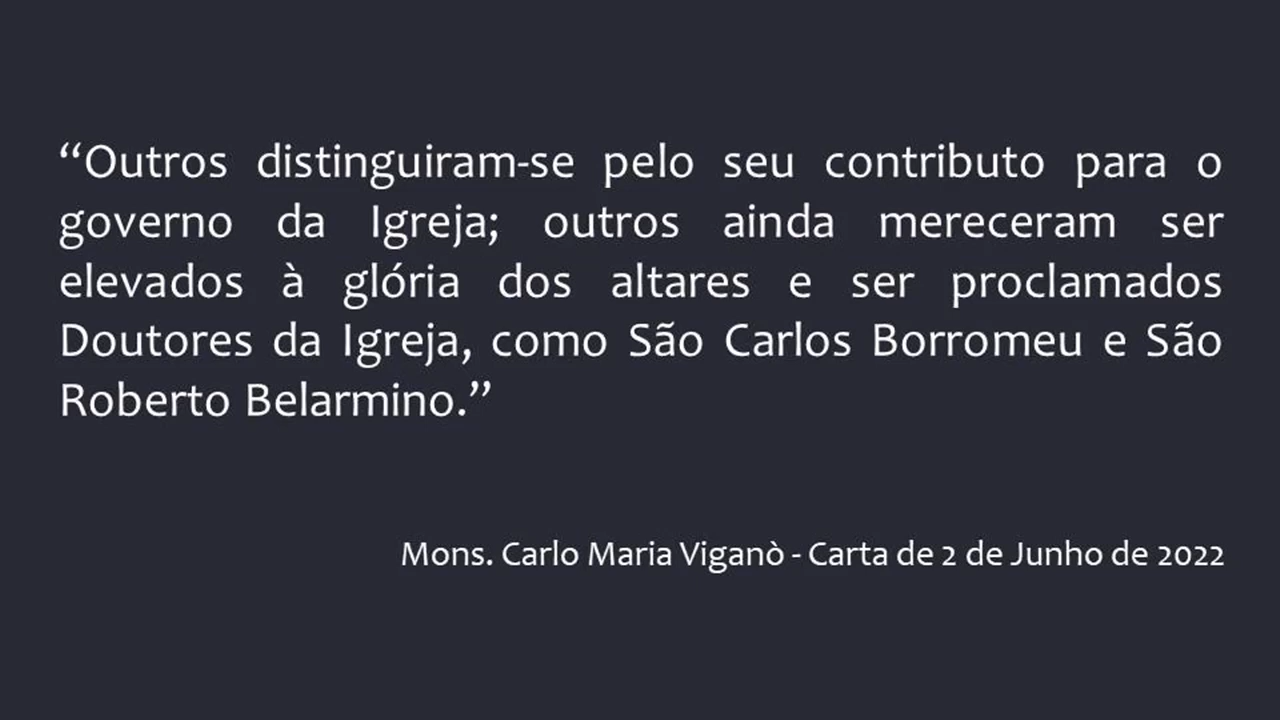 “Outros distinguiram-se pelo seu contributo para o
governo da Igreja; outros ainda mereceram ser
elevados à glória dos altares e ser proclamados
Doutores da Igreja, como São Carlos Borromeu e São
Roberto Belarmino.”
Mons. Carlo Maria Viganò - Carta de 2 de Junho de 2022